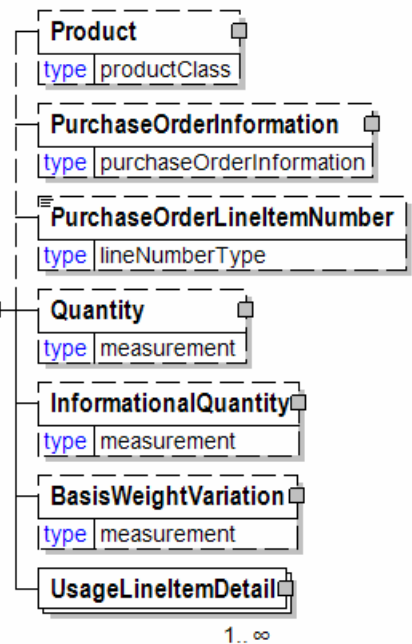 Product
type productClass
PurchaseOrderInformation
type purchaseOrderInformation
PurchaseOrderLineItemNumber
type lineNumberType
Quantity
type measurement
InformationalQuantity
type measurement
BasisWeightVariation
type measurement
UsageLineItemDetail
1..∞